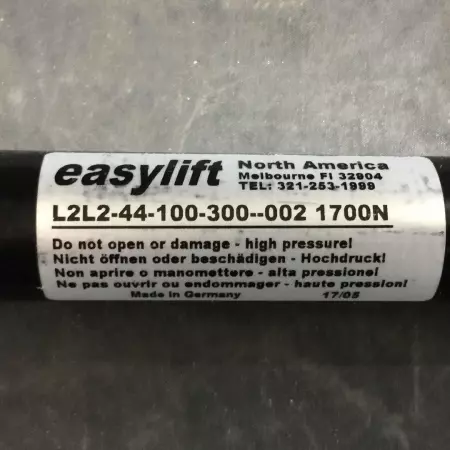 easylift
North America
Melbourne Fl 32904
TEL: 321-253-1999
L2L2-44-100-300--002 1700N
Do not open or damage - high pressure!
Nicht öffnen oder beschädigen - Hochdruck!
Non aprire o manomettere - alta pressione!
Ne pas ouvrir ou endommager - haute pression!
Made in Germany 17/05